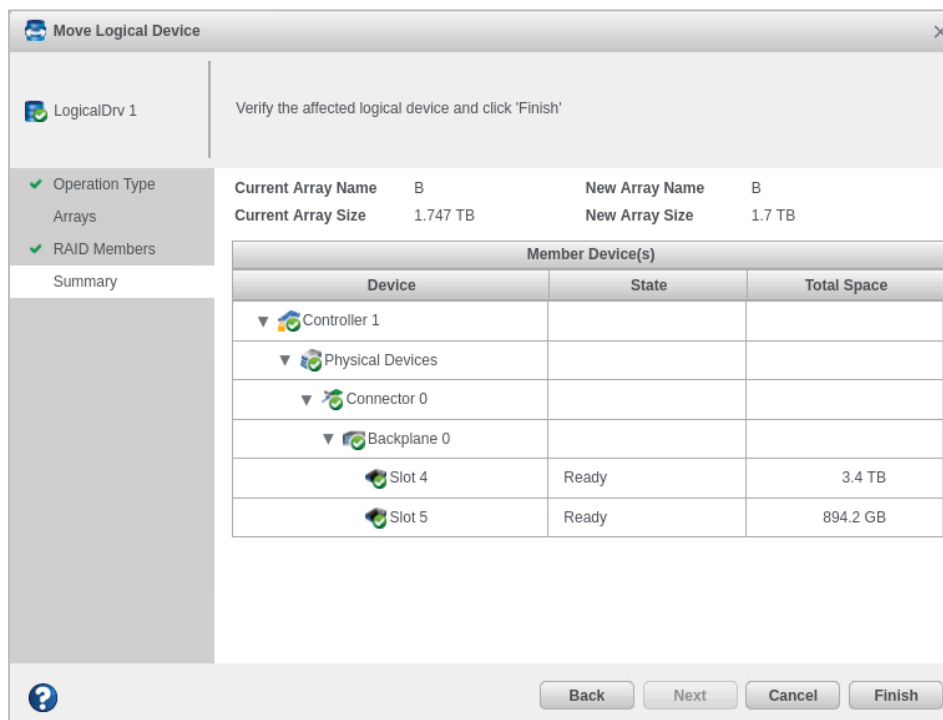 Move Logical Device
LogicalDrv 1
Verify the affected logical device and click 'Finish'
Operation Type
Arrays
RAID Members
Summary
Current Array Name B New Array Name B
Current Array Size 1.747 TB New Array Size 1.7 TB
Member Device(s)
Device State Total Space
Controller 1
Physical Devices
Connector 0
Backplane 0
Slot 4 Ready 3.4 TB
Slot 5 Ready 894.2 GB
? Back Next Cancel Finish